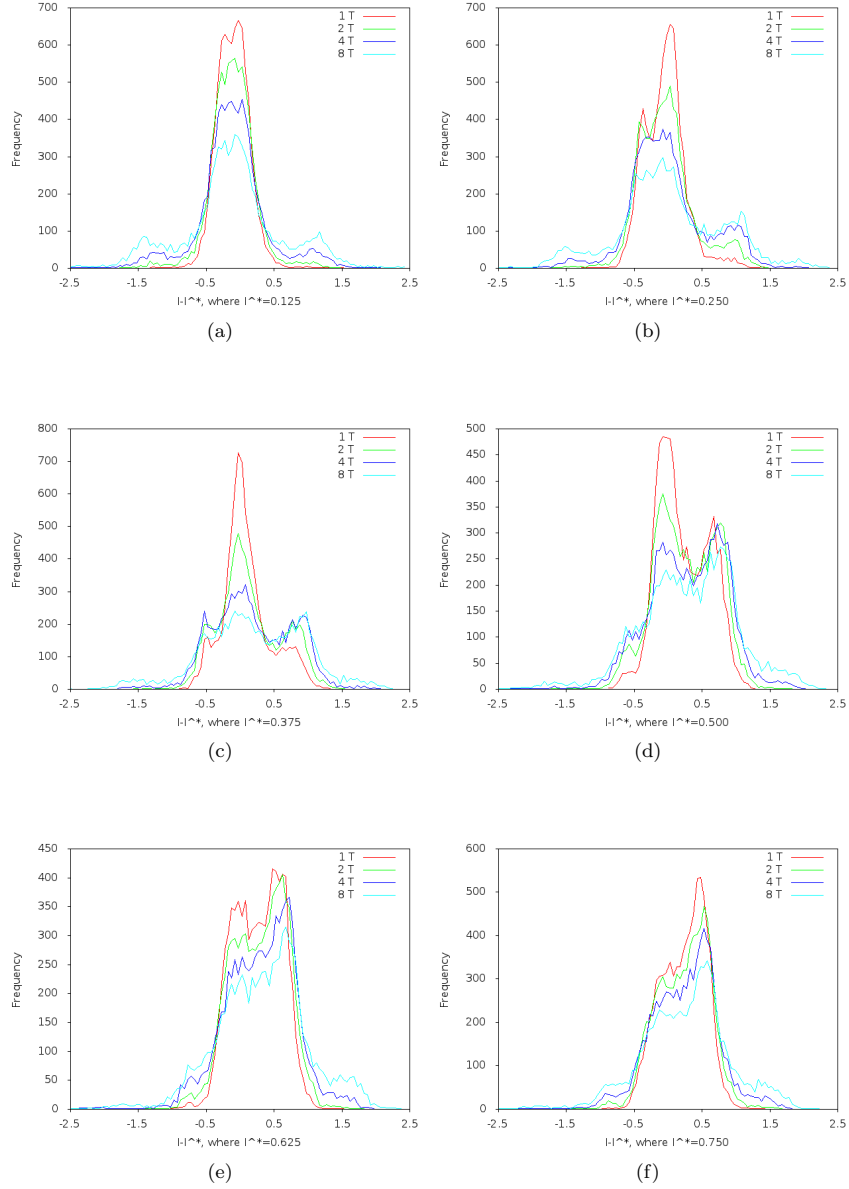 700
600
500
400
300
200
100
0
Frequency
-2.5 -1.5 -0.5 0.5 1.5 2.5
I-I^*, where I^*=0.125
1 T
2 T
4 T
8 T
(a)
700
600
500
400
300
200
100
0
Frequency
-2.5 -1.5 -0.5 0.5 1.5 2.5
I-I^*, where I^*=0.250
1 T
2 T
4 T
8 T
(b)
800
700
600
500
400
300
200
100
0
Frequency
-2.5 -1.5 -0.5 0.5 1.5 2.5
I-I^*, where I^*=0.375
1 T
2 T
4 T
8 T
(c)
500
450
400
350
300
250
200
150
100
50
0
Frequency
-2.5 -1.5 -0.5 0.5 1.5 2.5
I-I^*, where I^*=0.500
1 T
2 T
4 T
8 T
(d)
450
400
350
300
250
200
150
100
50
0
Frequency
-2.5 -1.5 -0.5 0.5 1.5 2.5
I-I^*, where I^*=0.625
1 T
2 T
4 T
8 T
(e)
600
500
400
300
200
100
0
Frequency
-2.5 -1.5 -0.5 0.5 1.5 2.5
I-I^*, where I^*=0.750
1 T
2 T
4 T
8 T
(f)